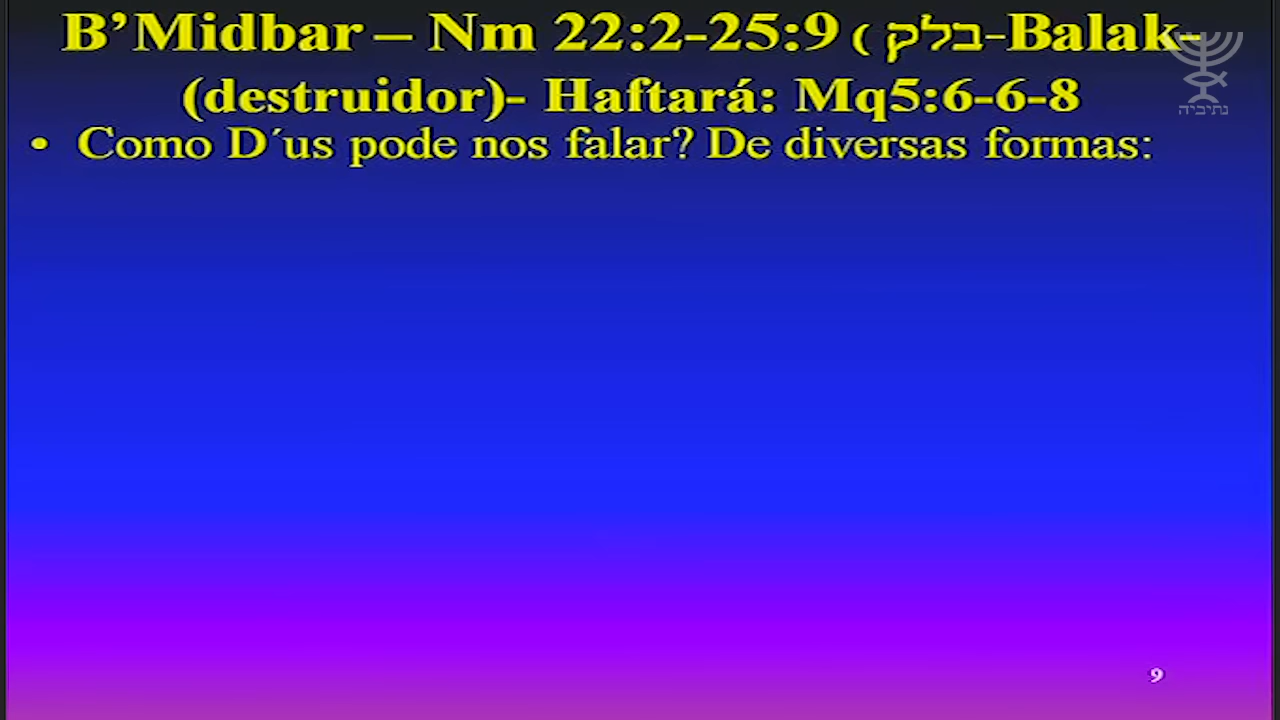 B’Midbar – Nm 22:2-25:9 ( בלק-Balak-
(destruidor)- Haftará: Mq5:6-6-8
• Como D´us pode nos falar? De diversas formas:
נתיביה
9